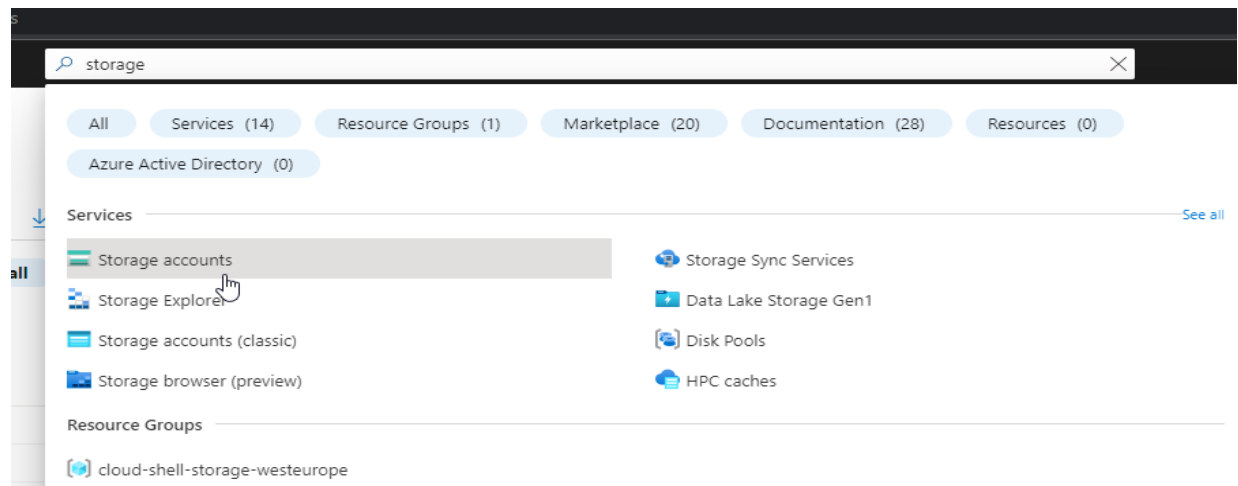 s
storage
All Services (14) Resource Groups (1) Marketplace (20) Documentation (28) Resources (0)
Azure Active Directory (0)
Services See all
all
Storage accounts Storage Sync Services
Storage Explorer Data Lake Storage Gen1
Storage accounts (classic) Disk Pools
Storage browser (preview) HPC caches
Resource Groups
cloud-shell-storage-westeurope